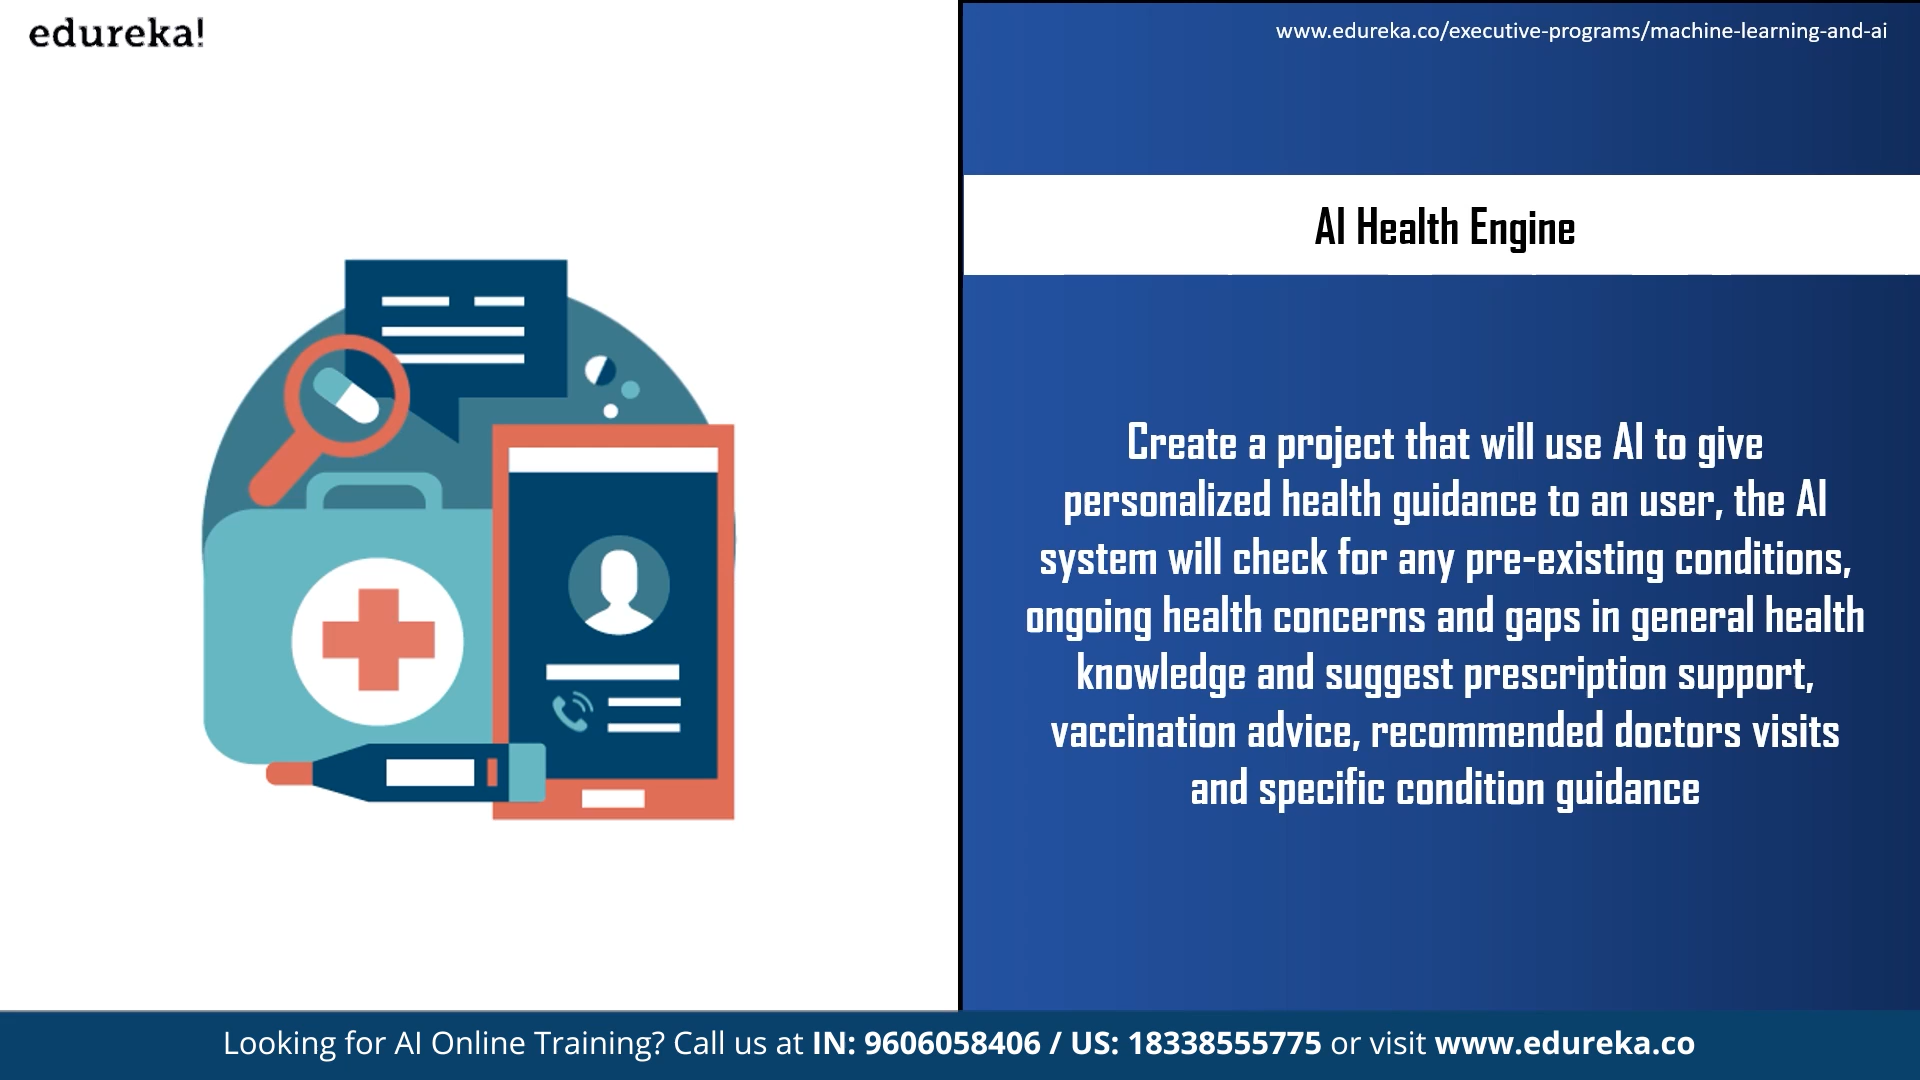 edureka!
www.edureka.co/executive-programs/machine-learning-and-ai
AI Health Engine
Create a project that will use AI to give
personalized health guidance to an user, the AI
system will check for any pre-existing conditions,
ongoing health concerns and gaps in general health
knowledge and suggest prescription support,
vaccination advice, recommended doctors visits
and specific condition guidance
Looking for AI Online Training? Call us at IN: 9606058406 / US: 18338555775 or visit www.edureka.co